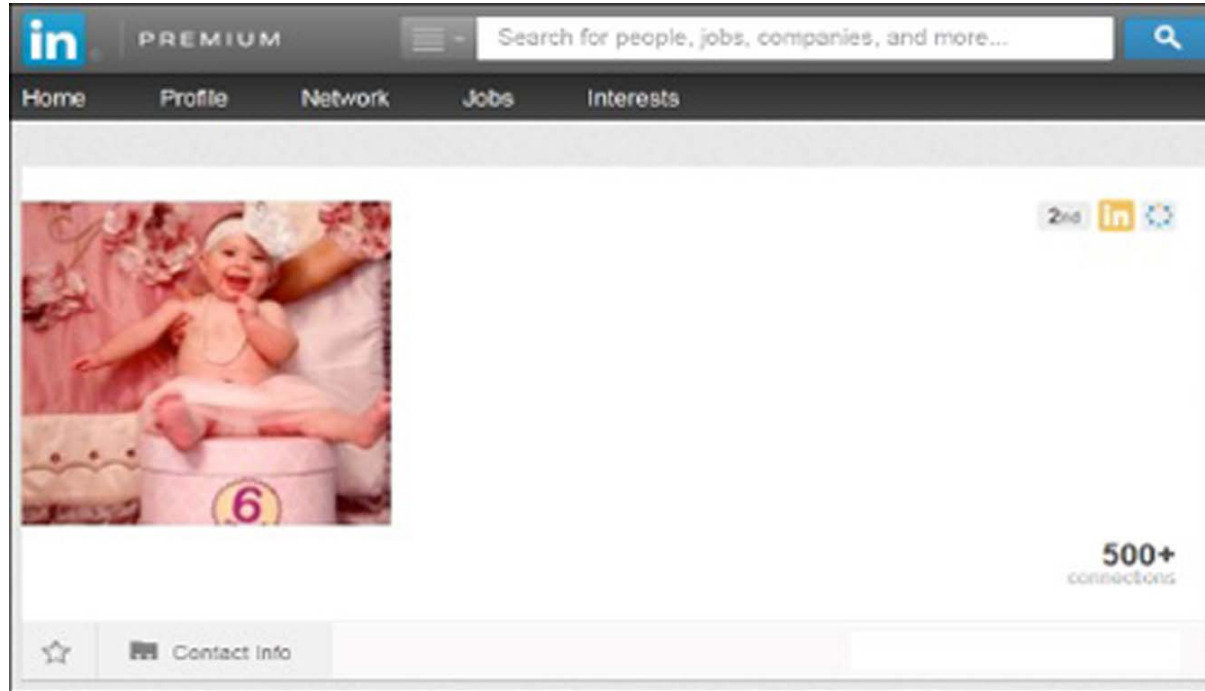 in PREMIUM Search for people, jobs, companies, and more...
Home Profile Network Jobs Interests
2nd in
6
500+
connections
Contact Info